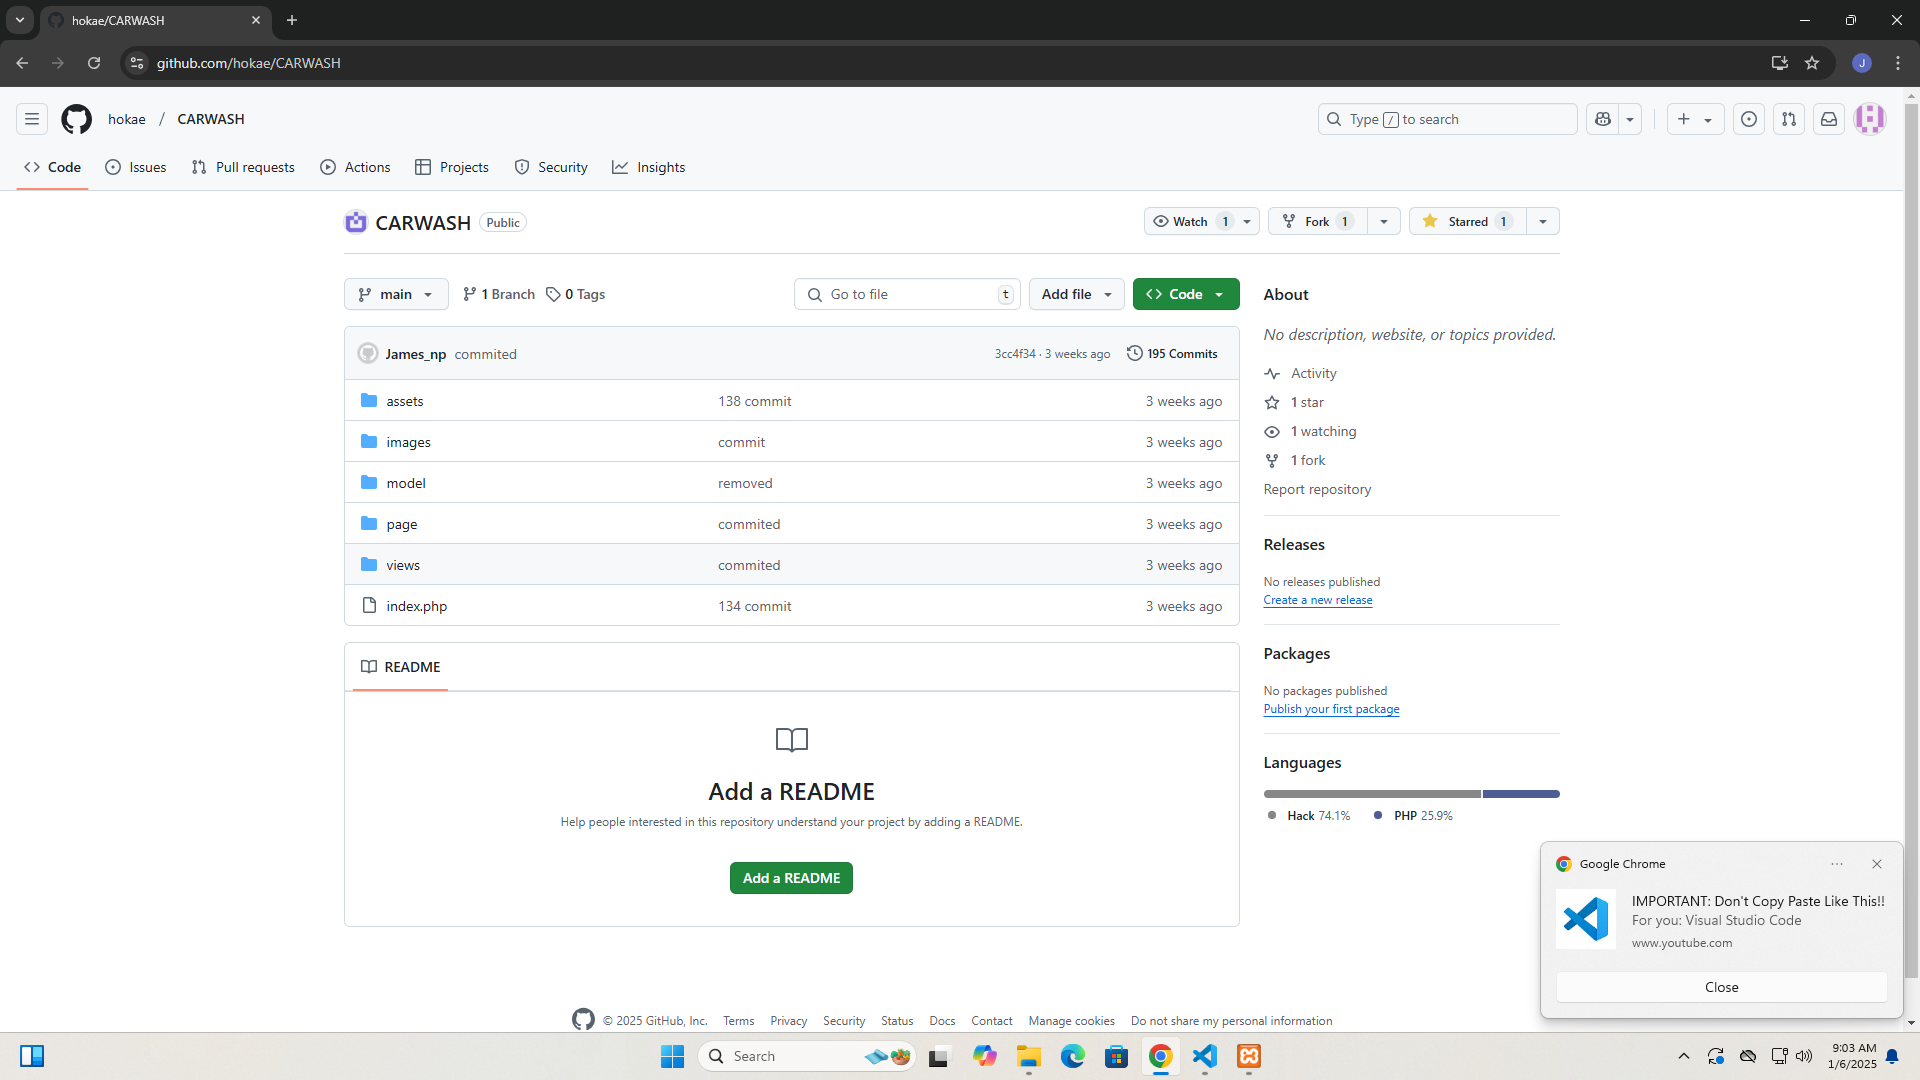 hokae/CARWASH
github.com/hokae/CARWASH
J
hokae / CARWASH
Type / to search
Code Issues Pull requests Actions Projects Security Insights
CARWASH Public
Watch 1 Fork 1 Starred 1
main 1 Branch 0 Tags Go to file t Add file Code
James_np commited 3cc4f34 · 3 weeks ago 195 Commits
assets 138 commit 3 weeks ago
images commit 3 weeks ago
model removed 3 weeks ago
page commited 3 weeks ago
views commited 3 weeks ago
index.php 134 commit 3 weeks ago
README
Add a README
Help people interested in this repository understand your project by adding a README.
Add a README
About
No description, website, or topics provided.
Activity
1 star
1 watching
1 fork
Report repository
Releases
No releases published
Create a new release
Packages
No packages published
Publish your first package
Languages
Hack 74.1% PHP 25.9%
Google Chrome
IMPORTANT: Don't Copy Paste Like This!!
For you: Visual Studio Code
www.youtube.com
Close
© 2025 GitHub, Inc. Terms Privacy Security Status Docs Contact Manage cookies Do not share my personal information
Search
9:03 AM
1/6/2025